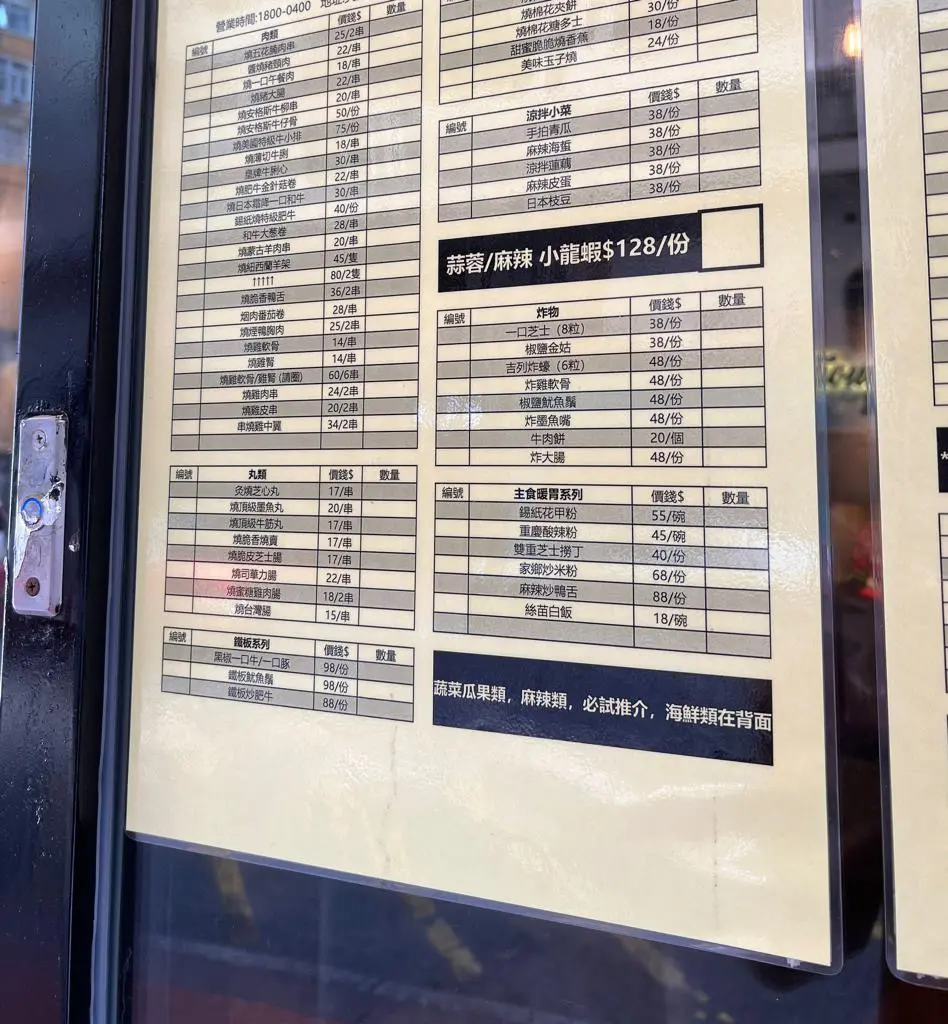 營業時間:1800-0400 地址
編號 肉類 價錢$ 數量
燒五花腩肉串 25/2串
醬燒豬頸肉 22/串
燒一口午餐肉 18/串
燒豬大腸 22/串
燒安格斯牛柳串 20/串
燒安格斯牛仔骨 50/份
燒美國特級牛小排 75/份
燒薄切牛脷 18/串
皇牌牛脷心 30/串
燒肥牛金針菇卷 22/串
燒日本霜降一口和牛 30/串
錫紙燒特級肥牛 40/份
和牛大葱卷 28/串
燒蒙古羊肉串 20/串
燒紐西蘭羊架 45/隻
↑↑↑↑↑ 80/2隻
燒脆香鴨舌 36/2串
烟肉番茄卷 28/串
燒煙鴨胸肉 25/2串
燒雞軟骨 14/串
燒雞腎 14/串
燒雞軟骨/雞腎 (請圈) 60/6串
燒雞肉串 24/2串
燒雞皮串 20/2串
串燒雞中翼 34/2串
編號 丸類 價錢$ 數量
灸燒芝心丸 17/串
燒頂級墨魚丸 20/串
燒頂級牛筋丸 17/串
燒脆香燒賣 17/串
燒脆皮芝士腸 17/串
燒司華力腸 22/串
燒蜜糖雞肉腸 18/2串
燒台灣腸 15/串
編號 鐵板系列 價錢$ 數量
黑椒一口牛/一口豚 98/份
鐵板魷魚鬚 98/份
鐵板炒肥牛 88/份
燒棉花夾餅 30/份
燒棉花糖多士 18/份
甜蜜脆脆燒香蕉 24/份
美味玉子燒
編號 涼拌小菜 價錢$ 數量
手拍青瓜 38/份
麻辣海蜇 38/份
涼拌蓮藕 38/份
麻辣皮蛋 38/份
日本枝豆 38/份
蒜蓉/麻辣 小龍蝦$128/份
編號 炸物 價錢$ 數量
一口芝士（8粒） 38/份
椒鹽金姑 38/份
吉列炸蠔（6粒） 48/份
炸雞軟骨 48/份
椒鹽魷魚鬚 48/份
炸墨魚嘴 48/份
牛肉餅 20/個
炸大腸 48/份
編號 主食暖胃系列 價錢$ 數量
錫紙花甲粉 55/碗
重慶酸辣粉 45/碗
雙重芝士撈丁 40/份
家鄉炒米粉 68/份
麻辣炒鴨舌 88/份
絲苗白飯 18/碗
蔬菜瓜果類，麻辣類，必試推介，海鮮類在背面